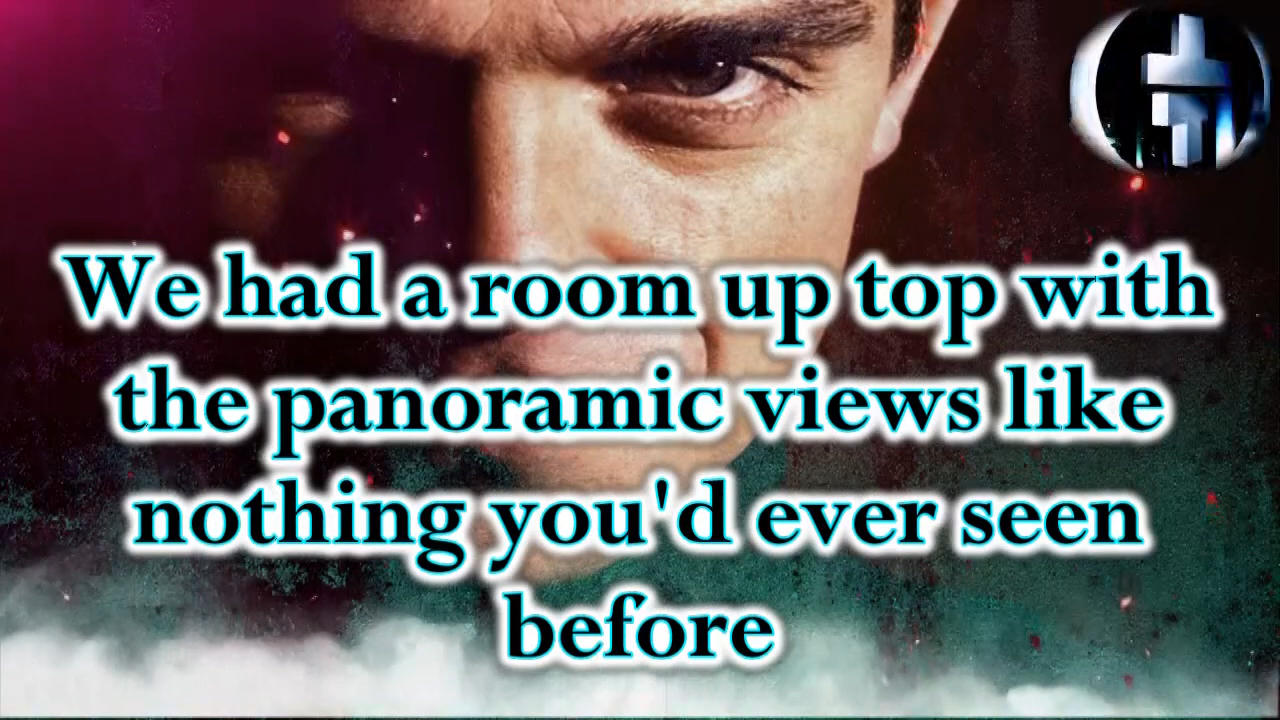 We had a room up top with
the panoramic views like
nothing you'd ever seen
before